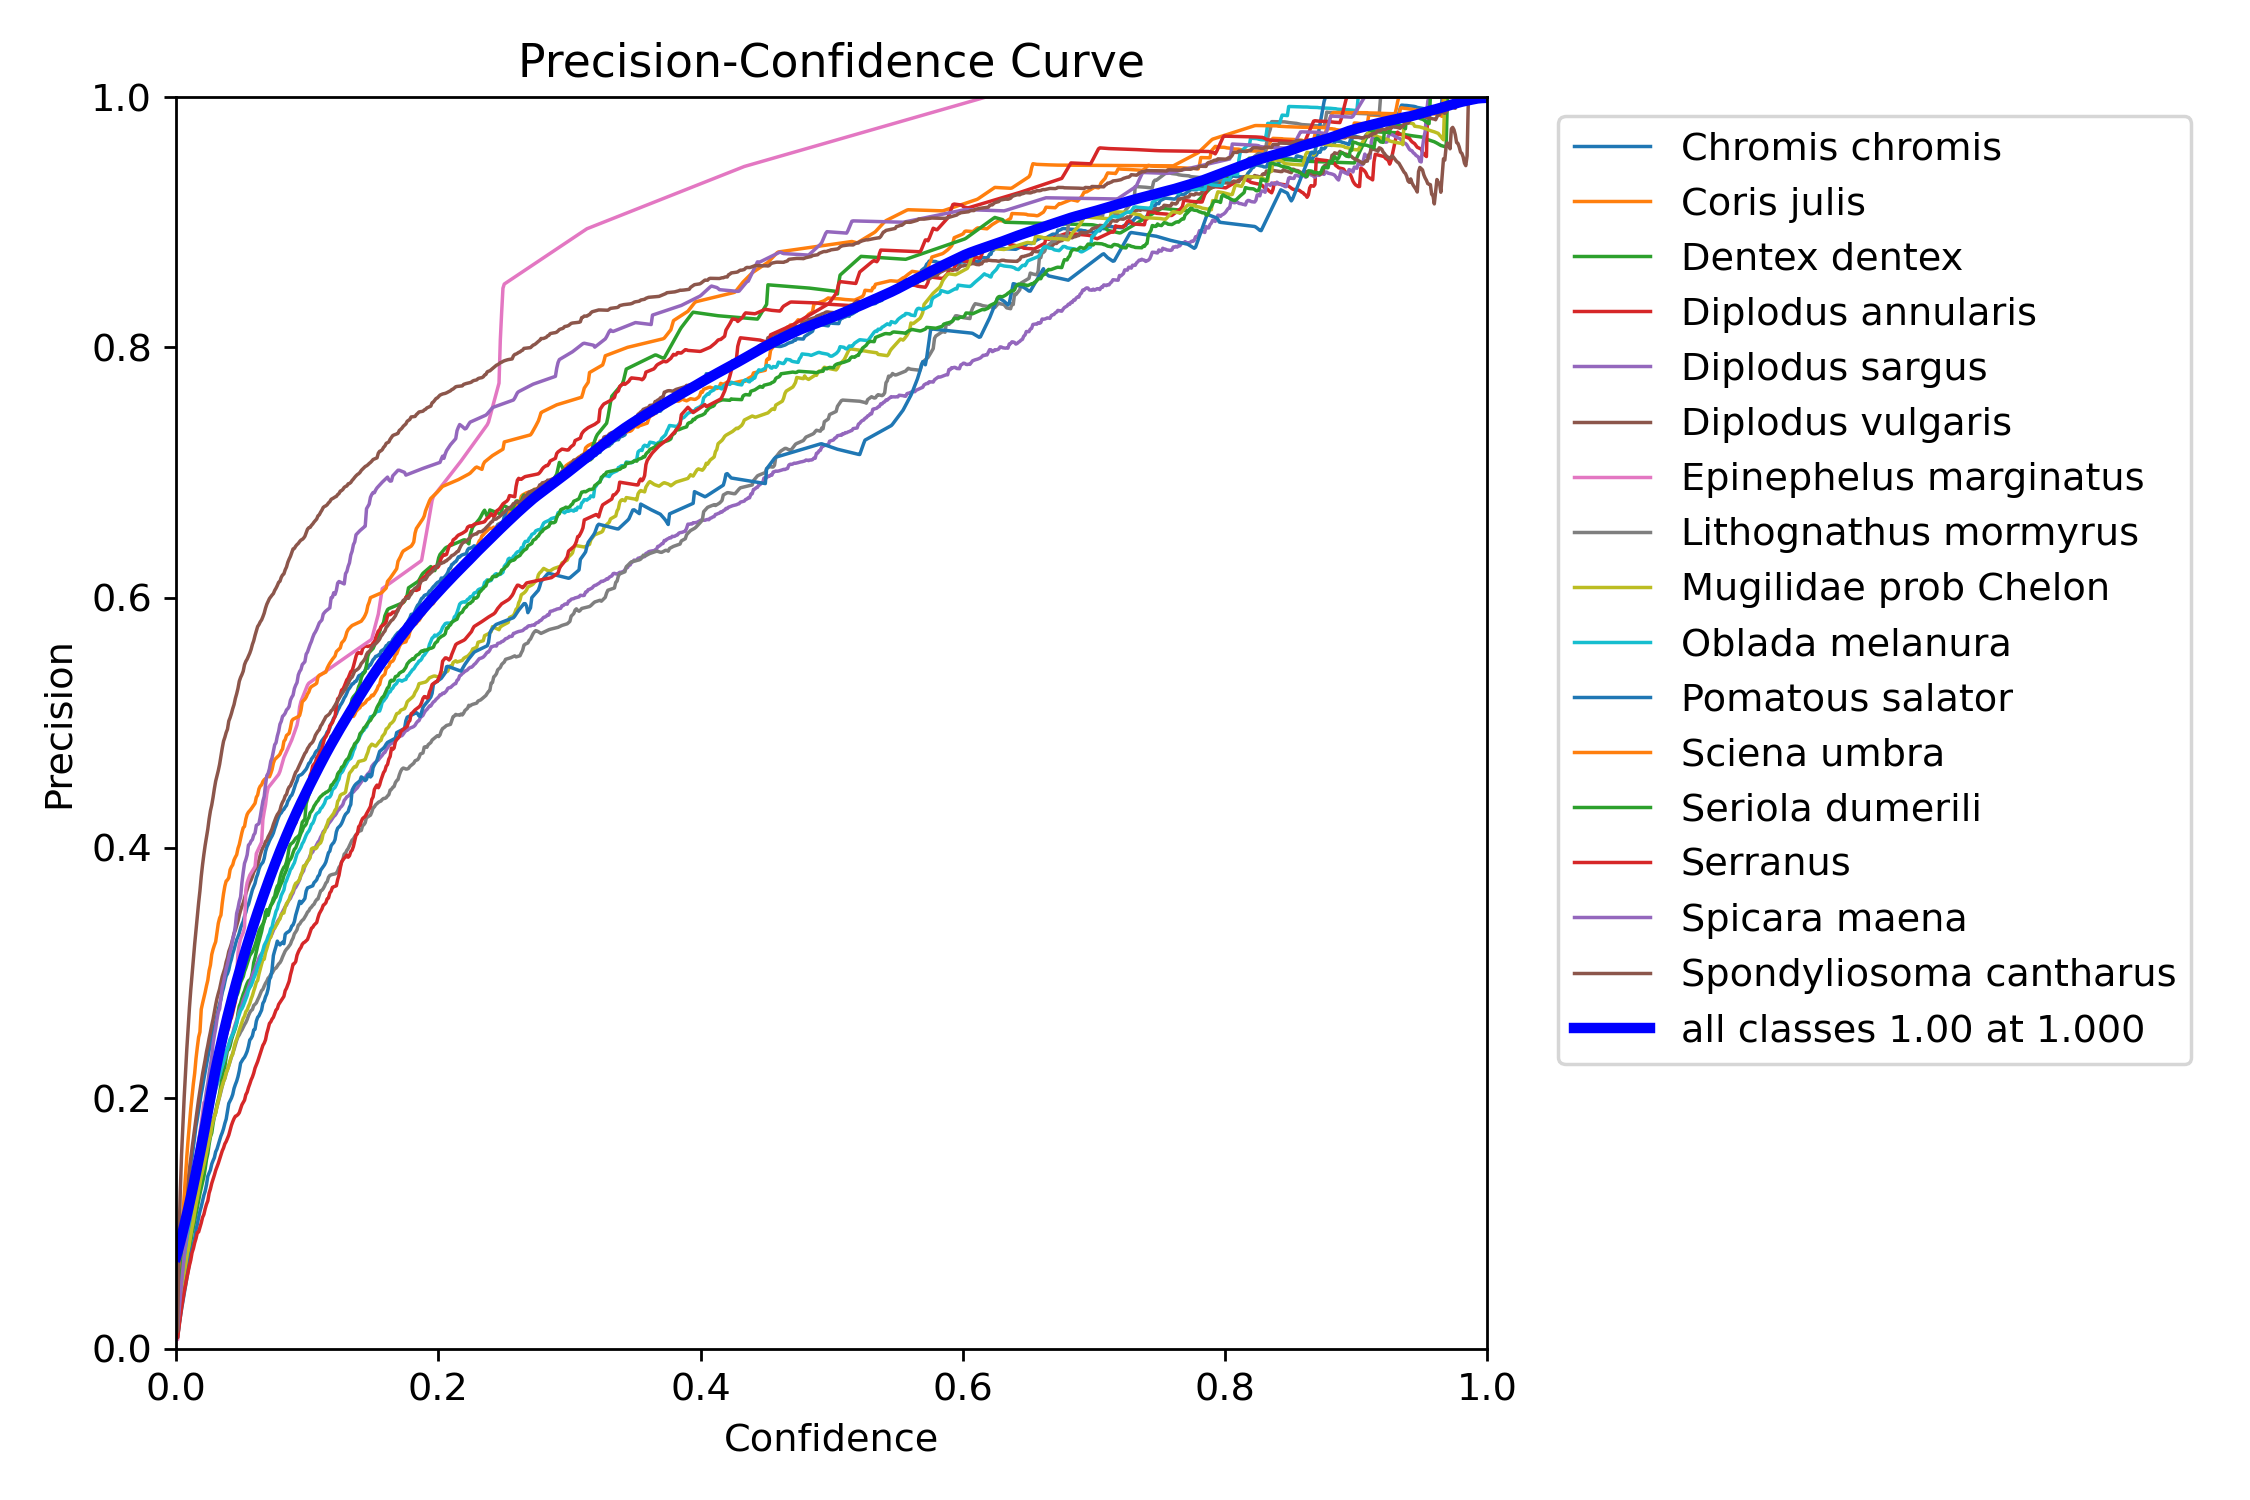 Precision-Confidence Curve
1.0
0.8
0.6
0.4
0.2
0.0
Precision
0.0 0.2 0.4 0.6 0.8 1.0
Confidence
Chromis chromis
Coris julis
Dentex dentex
Diplodus annularis
Diplodus sargus
Diplodus vulgaris
Epinephelus marginatus
Lithognathus mormyrus
Mugilidae prob Chelon
Oblada melanura
Pomatous salator
Sciena umbra
Seriola dumerili
Serranus
Spicara maena
Spondyliosoma cantharus
all classes 1.00 at 1.000